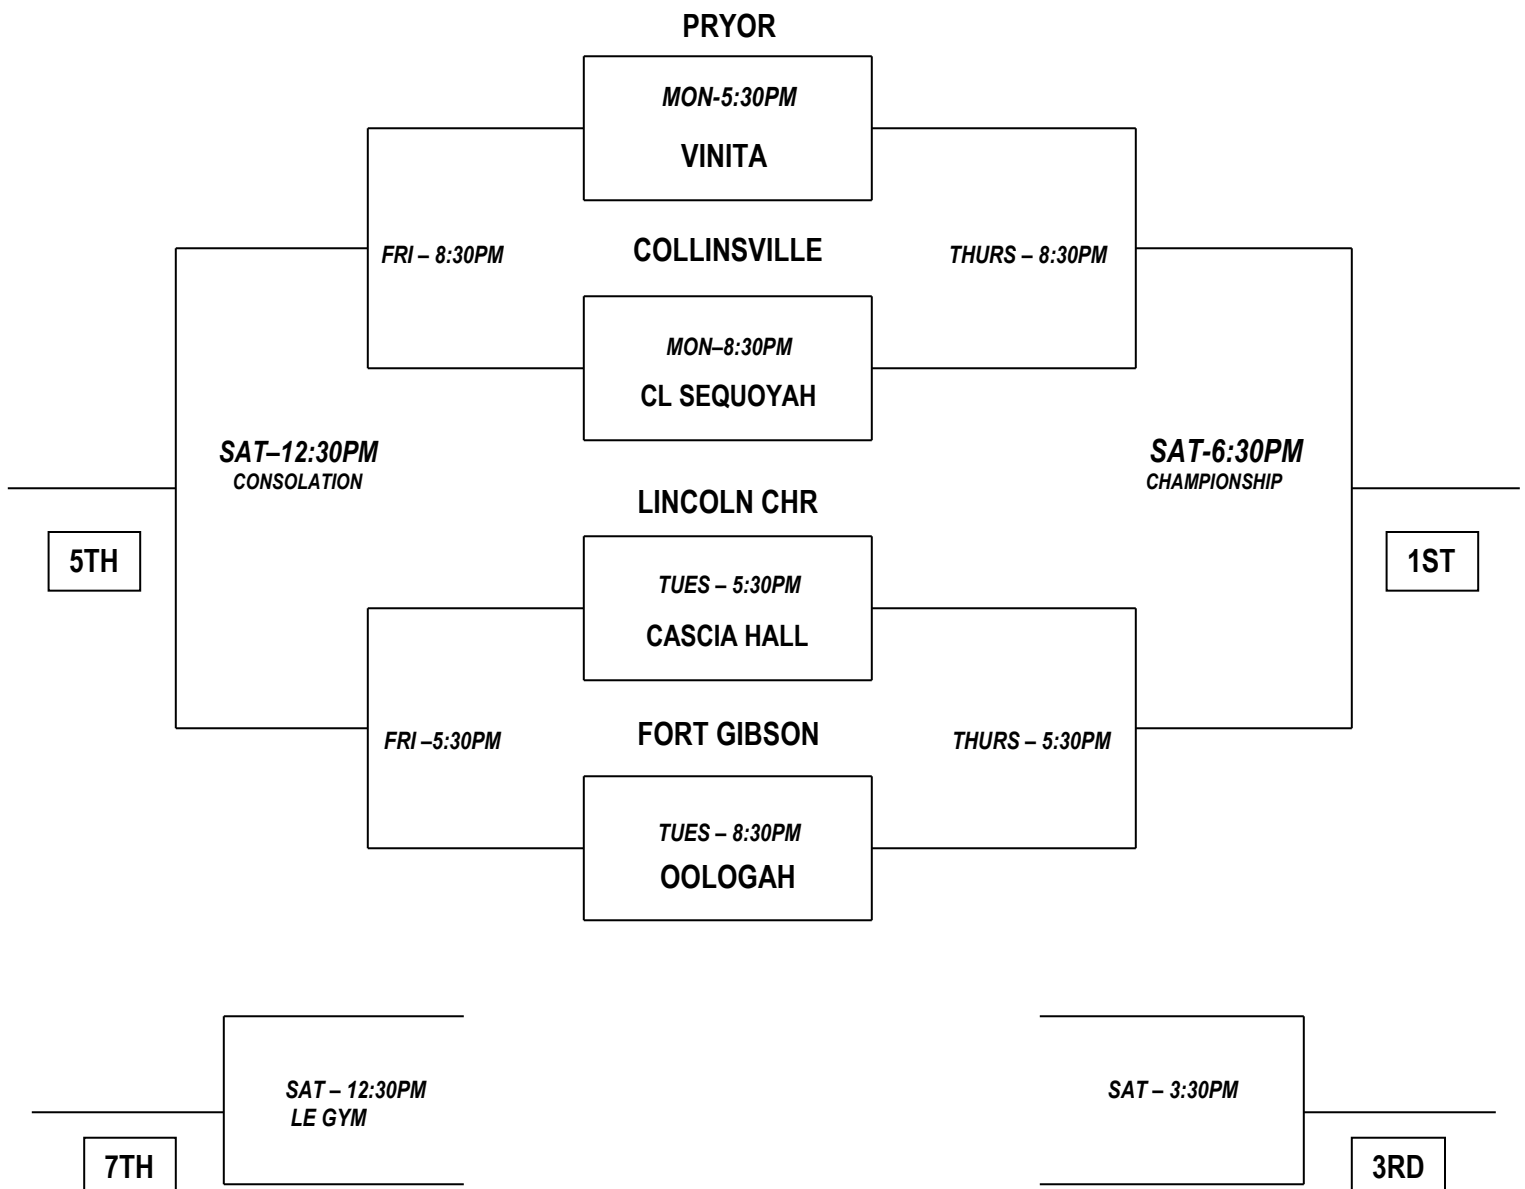 PRYOR
MON-5:30PM
VINITA
FRI – 8:30PM
COLLINSVILLE
THURS – 8:30PM
MON–8:30PM
CL SEQUOYAH
SAT–12:30PM
CONSOLATION
SAT-6:30PM
CHAMPIONSHIP
LINCOLN CHR
5TH
TUES – 5:30PM
CASCIA HALL
1ST
FRI –5:30PM
FORT GIBSON
THURS – 5:30PM
TUES – 8:30PM
OOLOGAH
SAT – 12:30PM
LE GYM
SAT – 3:30PM
7TH
3RD